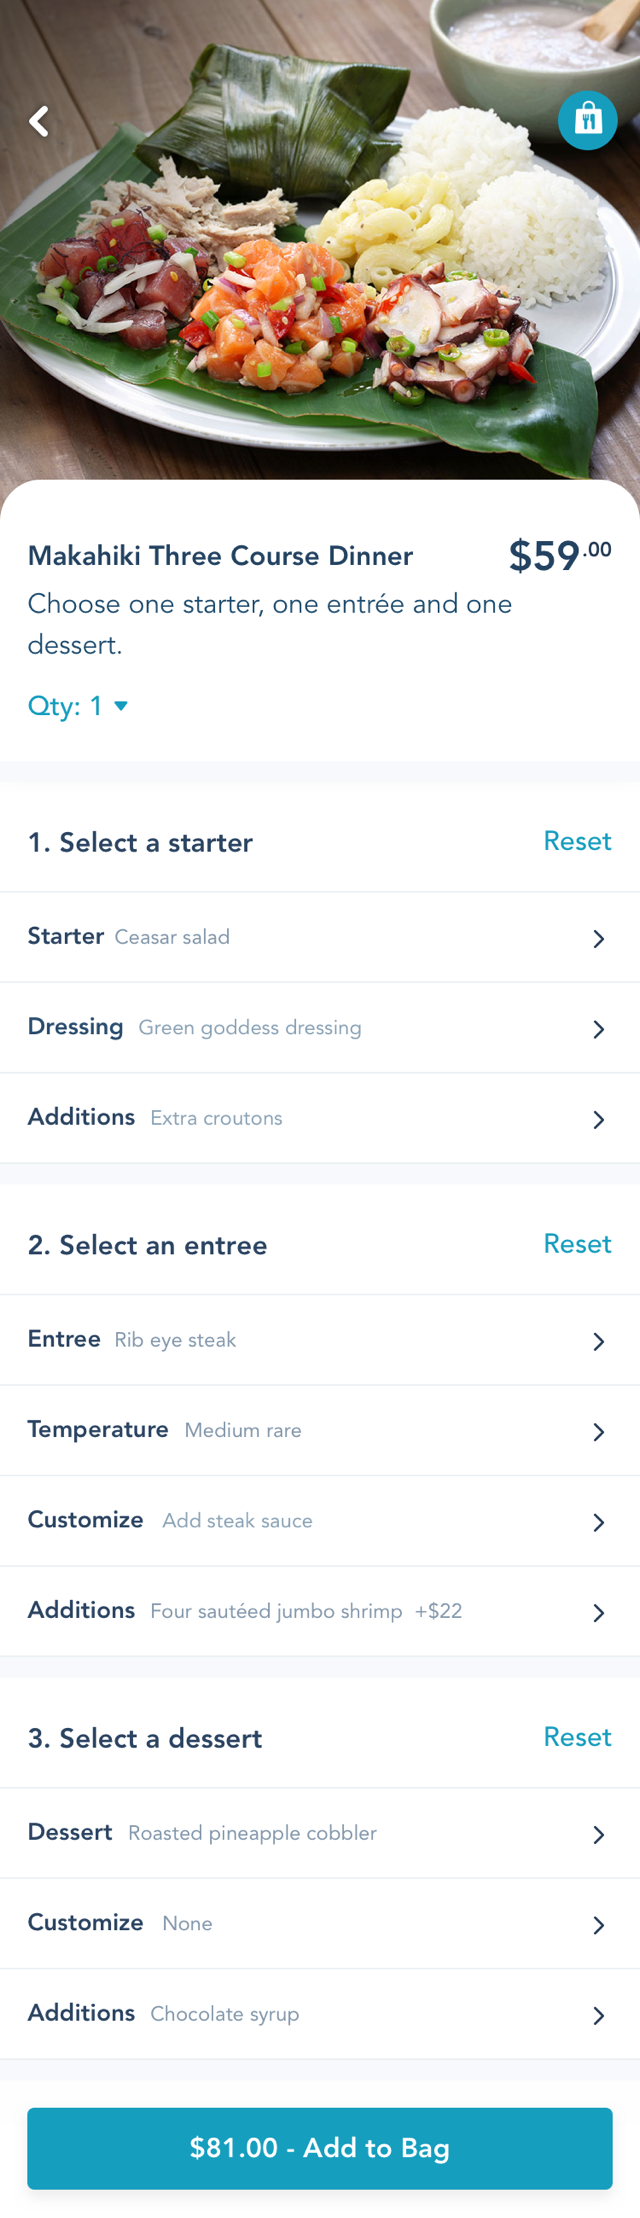 Makahiki Three Course Dinner $59.00
Choose one starter, one entrée and one
dessert.
Qty: 1
1. Select a starter Reset
Starter Ceasar salad
Dressing Green goddess dressing
Additions Extra croutons
2. Select an entree Reset
Entree Rib eye steak
Temperature Medium rare
Customize Add steak sauce
Additions Four sautéed jumbo shrimp +$22
3. Select a dessert Reset
Dessert Roasted pineapple cobbler
Customize None
Additions Chocolate syrup
$81.00 - Add to Bag